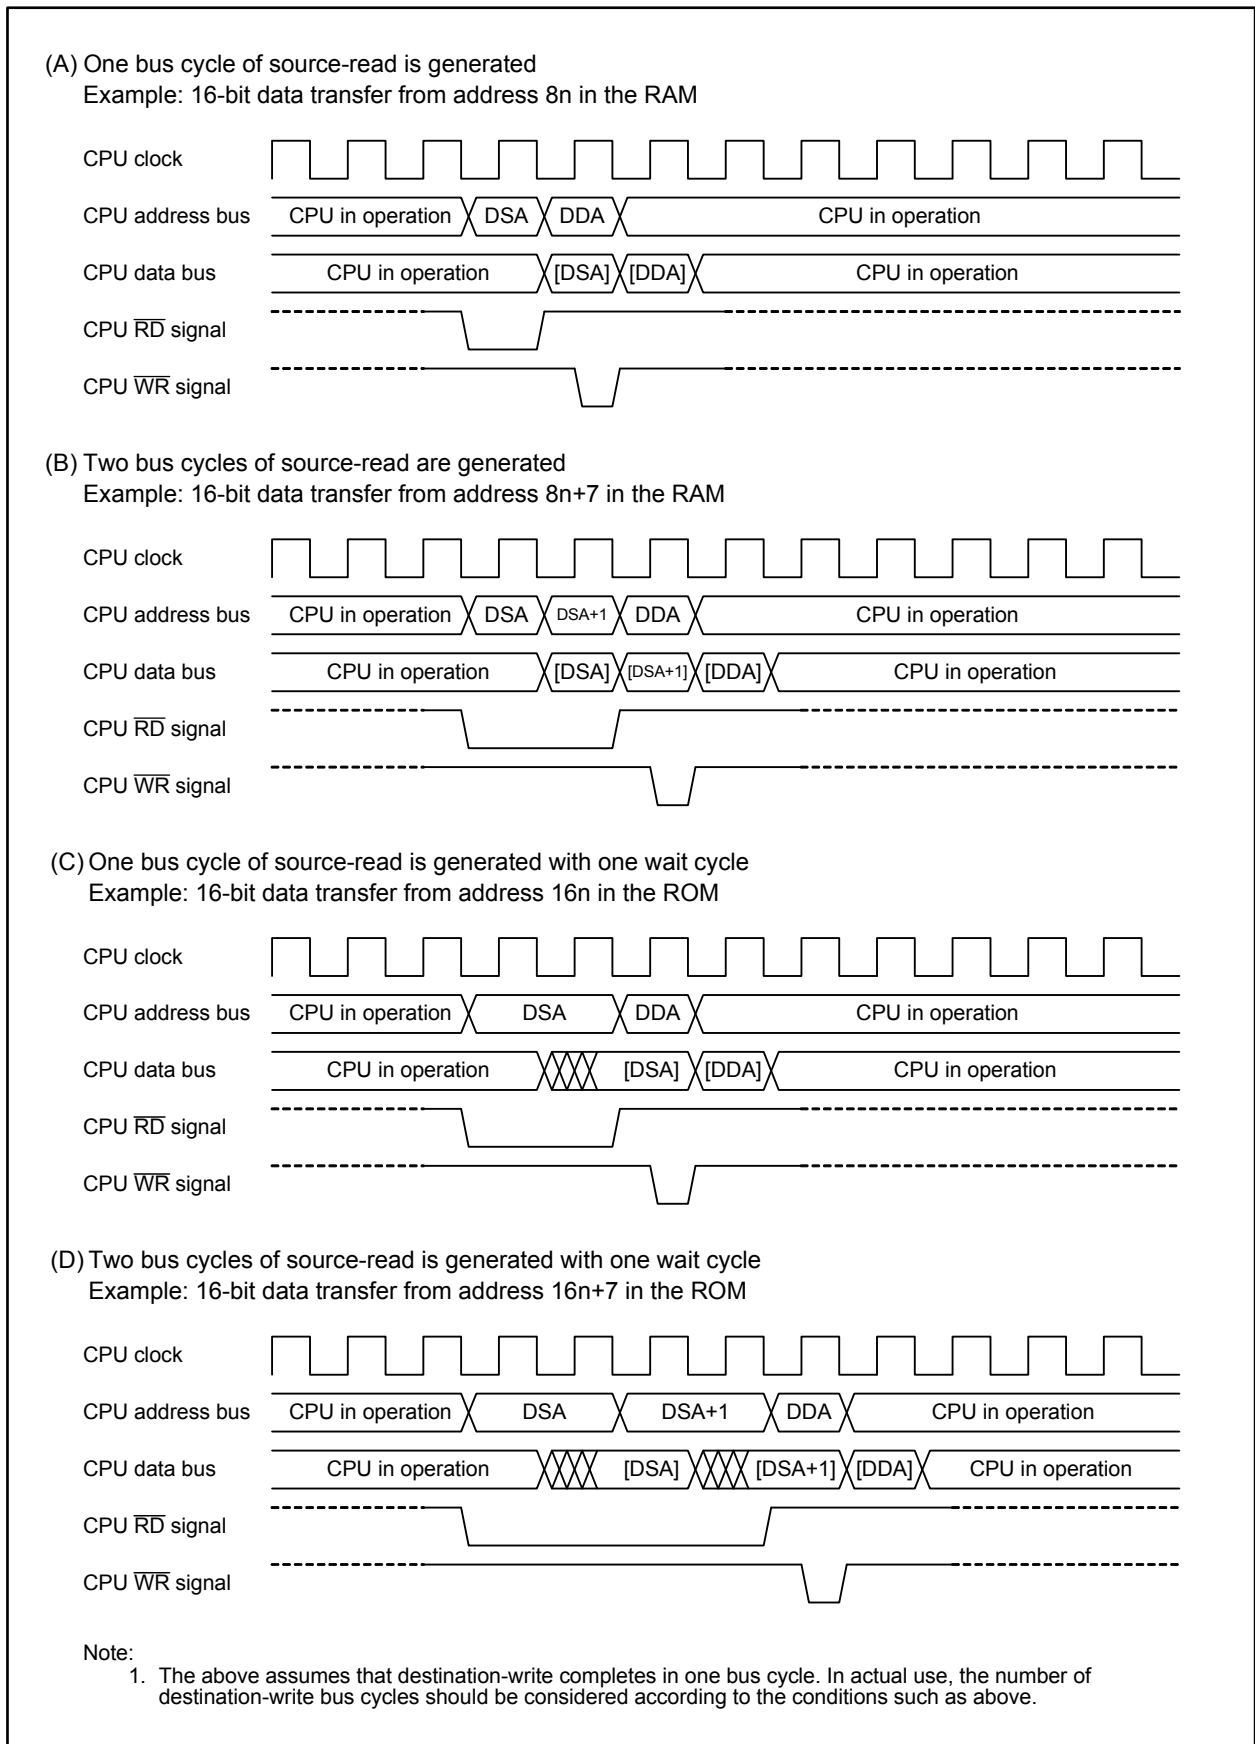 (A) One bus cycle of source-read is generated
Example: 16-bit data transfer from address 8n in the RAM
CPU clock
CPU address bus CPU in operation DSA DDA CPU in operation
CPU data bus CPU in operation [DSA] [DDA] CPU in operation
CPU R̅D̅ signal
CPU W̅R̅ signal
(B) Two bus cycles of source-read are generated
Example: 16-bit data transfer from address 8n+7 in the RAM
CPU clock
CPU address bus CPU in operation DSA DSA+1 DDA CPU in operation
CPU data bus CPU in operation [DSA] [DSA+1] [DDA] CPU in operation
CPU R̅D̅ signal
CPU W̅R̅ signal
(C) One bus cycle of source-read is generated with one wait cycle
Example: 16-bit data transfer from address 16n in the ROM
CPU clock
CPU address bus CPU in operation DSA DDA CPU in operation
CPU data bus CPU in operation [DSA] [DDA] CPU in operation
CPU R̅D̅ signal
CPU W̅R̅ signal
(D) Two bus cycles of source-read is generated with one wait cycle
Example: 16-bit data transfer from address 16n+7 in the ROM
CPU clock
CPU address bus CPU in operation DSA DSA+1 DDA CPU in operation
CPU data bus CPU in operation [DSA] [DSA+1] [DDA] CPU in operation
CPU R̅D̅ signal
CPU W̅R̅ signal
Note:
1. The above assumes that destination-write completes in one bus cycle. In actual use, the number of
destination-write bus cycles should be considered according to the conditions such as above.